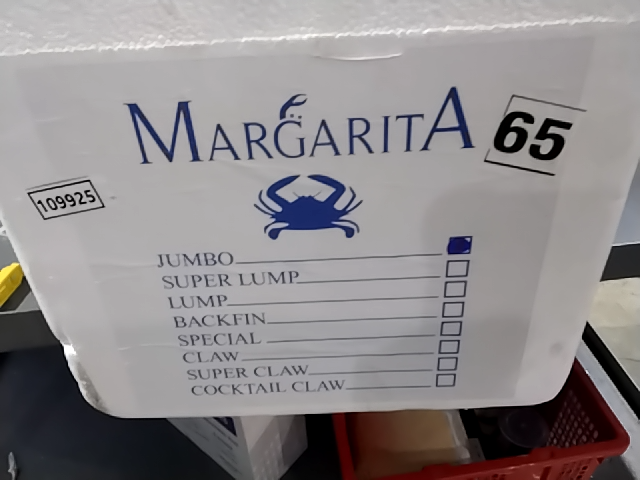 MARGARITA
65
109925
JUMBO
SUPER LUMP
LUMP
BACKFIN
SPECIAL
CLAW
SUPER CLAW
COCKTAIL CLAW